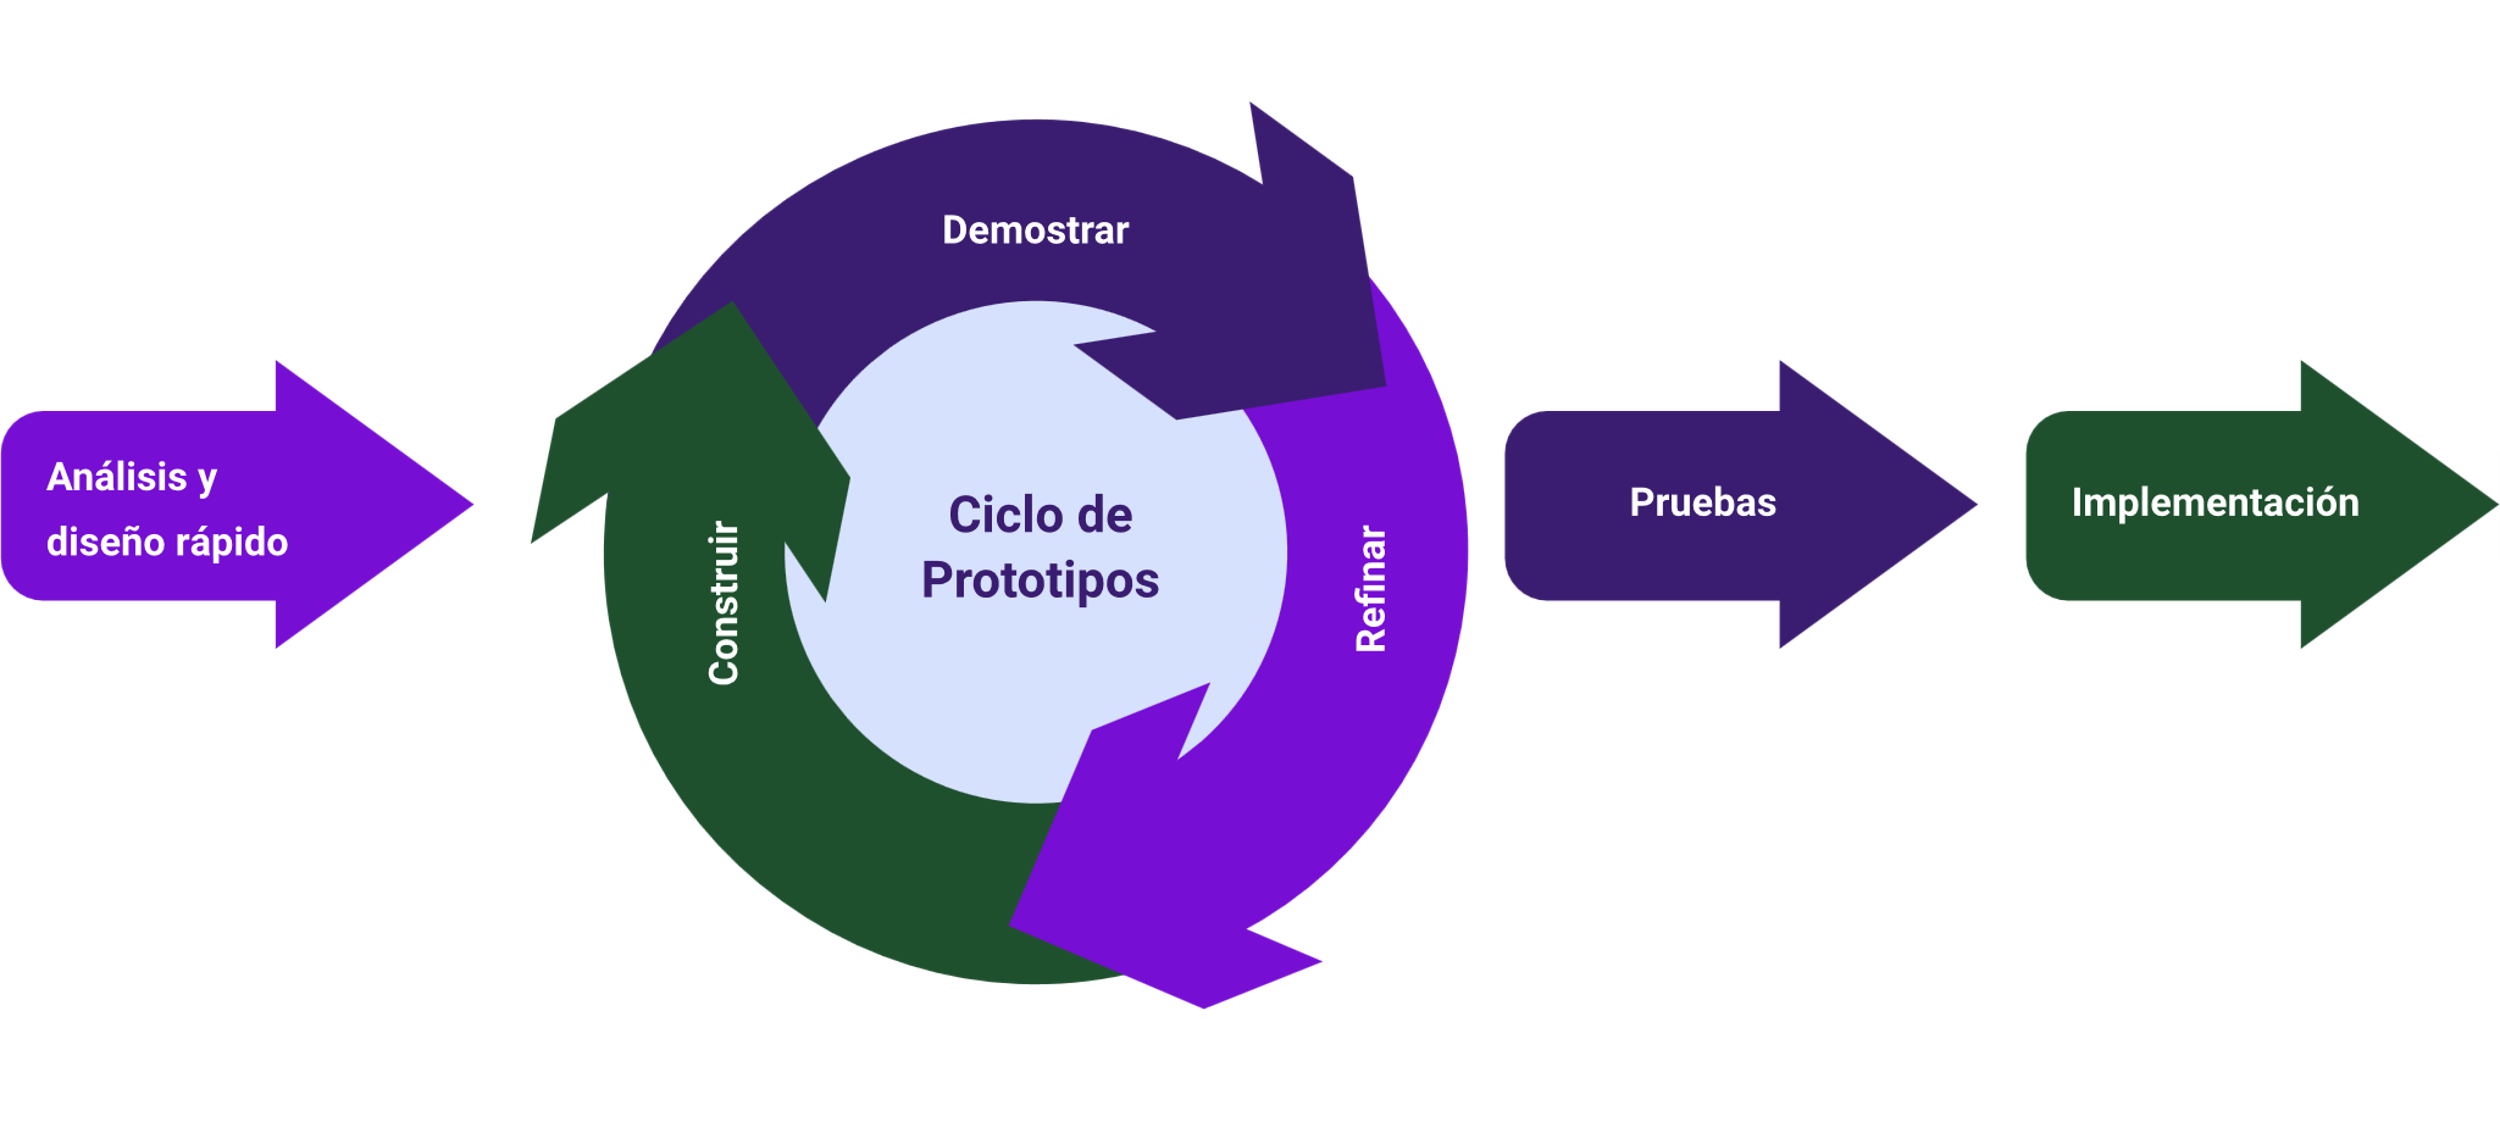 Análisis y
diseño rápido
Demostrar
Construir
Ciclo de
Prototipos
Refinar
Pruebas
Implementación